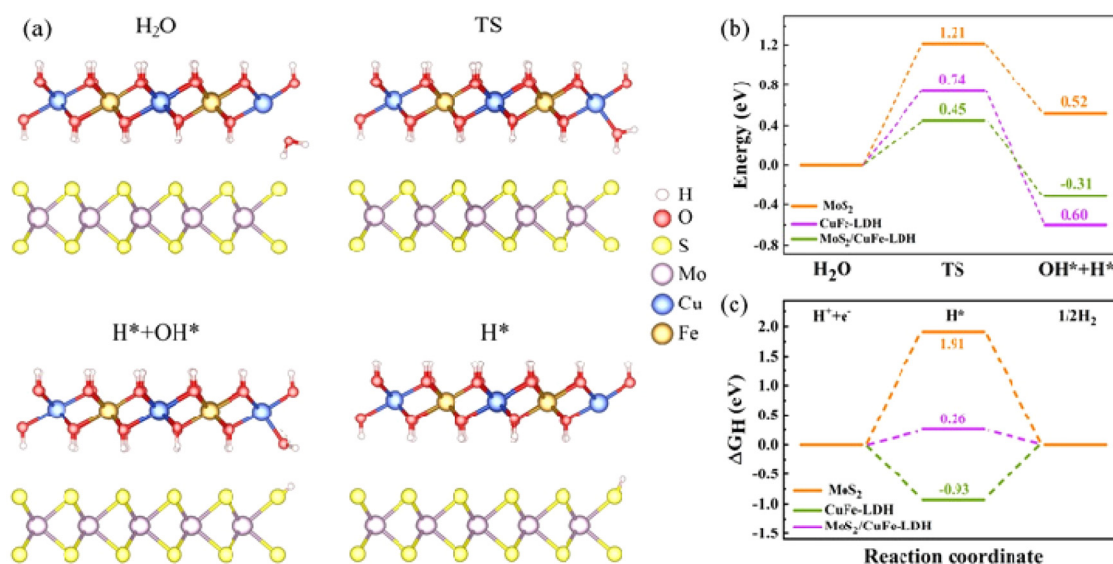 (a)
H₂O
TS
H
O
S
Mo
Cu
Fe
H*+OH*
H*
(b)
Energy (eV)
1.2
0.8
0.4
0.0
-0.4
-0.8
1.21
0.74
0.45
0.52
-0.31
0.60
MoS₂
CuFe-LDH
MoS₂/CuFe-LDH
H₂O
TS
OH*+H*
(c)
H⁺+e⁻
H*
1/2H₂
ΔGH (eV)
2.0
1.5
1.0
0.5
0.0
-0.5
-1.0
-1.5
1.91
0.26
-0.93
MoS₂
CuFe-LDH
MoS₂/CuFe-LDH
Reaction coordinate